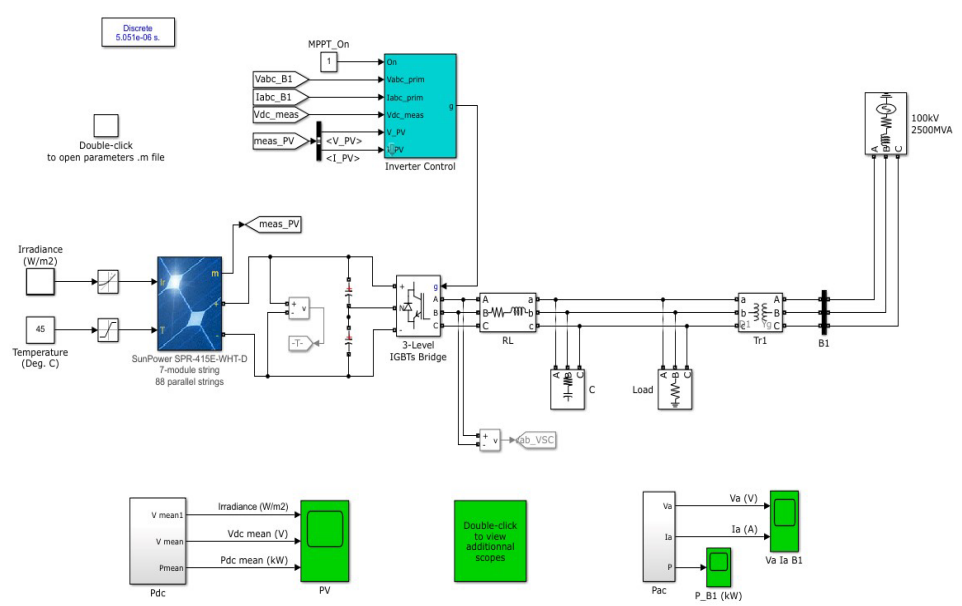 Discrete
5.051e-06 s.
MPPT_On
1
On
Vabc_B1
Vabc_prim
Iabc_B1
Iabc_prim
g
Vdc_meas
Vdc_meas
meas_PV
<V_PV>
V_PV
<I_PV>
I_PV
Inverter Control
Double-click
to open parameters .m file
100kV
2500MVA
A B C
meas_PV
Irradiance
(W/m2)
Ir
m
+
45
T
-
Temperature
(Deg. C)
SunPower SPR-415E-WHT-D
7-module string
88 parallel strings
+
-
v
-T-
+
N
-
g
A
B
C
3-Level
IGBTs Bridge
A
B
C
a
b
c
RL
a
b
c
A
B
C
Yg
Tr1
B1
A B C
C
A B C
Load
+
-
v
ab_VSC
V mean1
V mean
Pmean
Pdc
Irradiance (W/m2)
Vdc mean (V)
Pdc mean (kW)
PV
Double-click
to view
additionnal
scopes
Va
Ia
P
Pac
Va (V)
Ia (A)
Va Ia B1
P_B1 (kW)